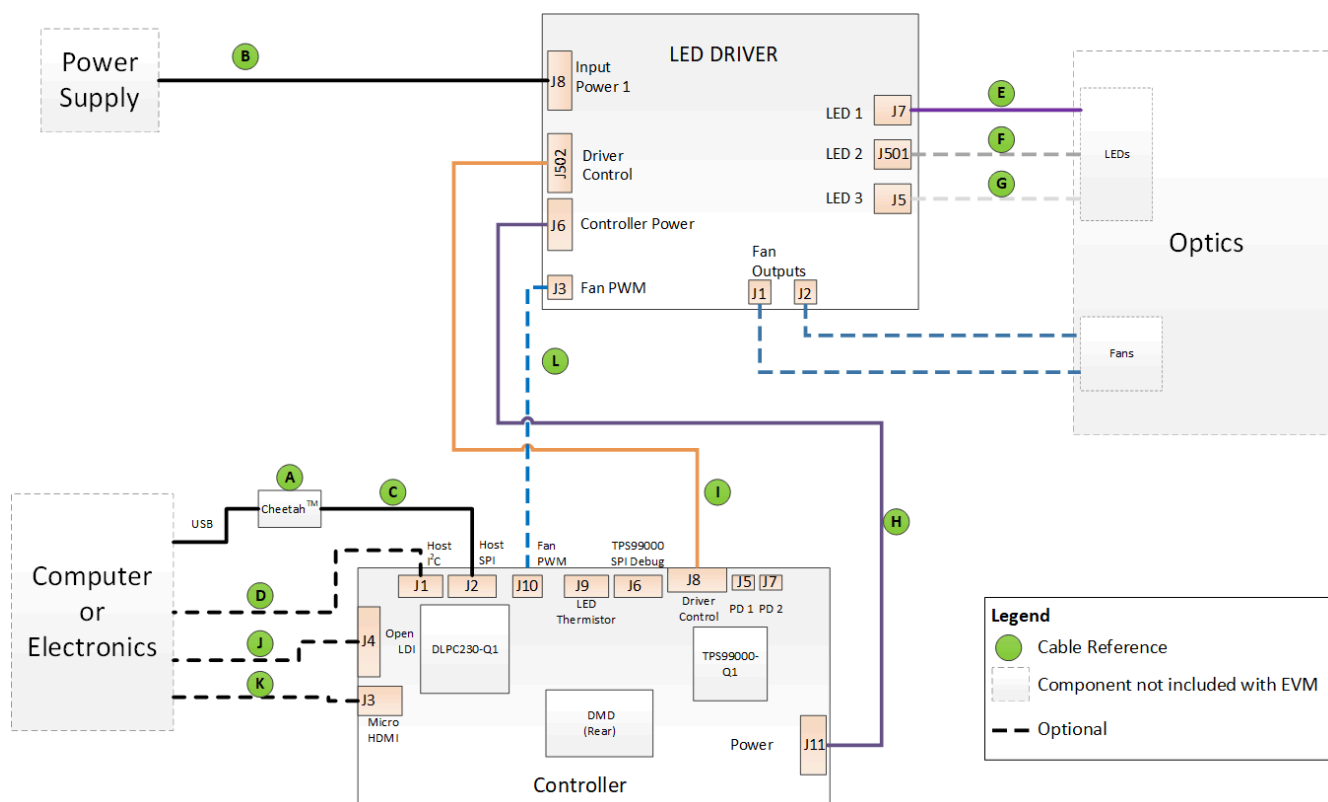 Power
Supply
B
LED DRIVER
J8
Input
Power 1
J502
Driver
Control
J6
Controller Power
J3
Fan PWM
LED 1
J7
LED 2
J501
LED 3
J5
Fan
Outputs
J1
J2
E
F
G
LEDs
Optics
Fans
L
I
H
A
Cheetah™
C
USB
Computer
or
Electronics
D
J
K
Host
I²C
J1
Host
SPI
J2
Fan
PWM
J10
J9
LED
Thermistor
TPS99000
SPI Debug
J6
J8
Driver
Control
J5
PD 1
J7
PD 2
J4
Open
LDI
DLPC230-Q1
TPS99000-
Q1
J3
Micro
HDMI
DMD
(Rear)
Power
J11
Controller
Legend
Cable Reference
Component not included with EVM
Optional